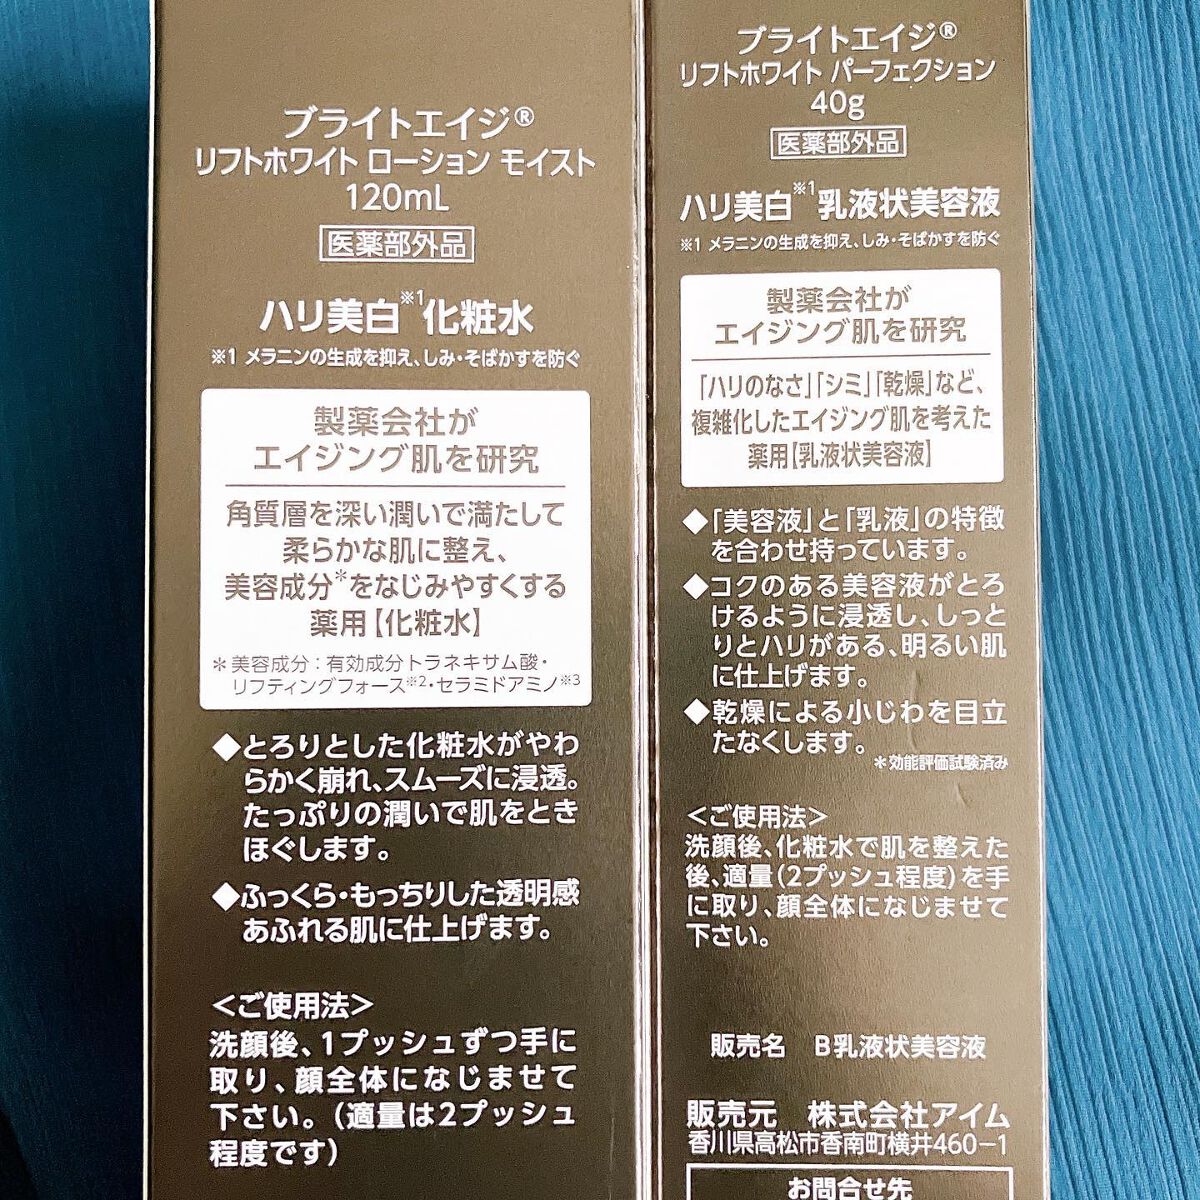 ブライトエイジ®
リフトホワイト ローション モイスト
120mL
医薬部外品
ハリ美白※1化粧水
※1 メラニンの生成を抑え、しみ・そばかすを防ぐ
製薬会社が
エイジング肌を研究
角質層を深い潤いで満たして
柔らかな肌に整え、
美容成分*をなじみやすくする
薬用【化粧水】
*美容成分:有効成分トラネキサム酸・
リフティングフォース※2・セラミドアミノ※3
◆とろりとした化粧水がやわ
らかく崩れ、スムーズに浸透。
たっぷりの潤いで肌をとき
ほぐします。
◆ふっくら・もっちりした透明感
あふれる肌に仕上げます。
<ご使用法>
洗顔後、1プッシュずつ手に
取り、顔全体になじませて
下さい。(適量は2プッシュ
程度です)
ブライトエイジ®
リフトホワイト パーフェクション
40g
医薬部外品
ハリ美白※1乳液状美容液
※1 メラニンの生成を抑え、しみ・そばかすを防ぐ
製薬会社が
エイジング肌を研究
「ハリのなさ」「シミ」「乾燥」など、
複雑化したエイジング肌を考えた
薬用【乳液状美容液】
◆「美容液」と「乳液」の特徴
を合わせ持っています。
◆コクのある美容液がとろ
けるように浸透し、しっと
りとハリがある、明るい肌
に仕上げます。
◆乾燥による小じわを目立
たなくします。
*効能評価試験済み
<ご使用法>
洗顔後、化粧水で肌を整えた
後、適量(2プッシュ程度)を手
に取り、顔全体になじませて
下さい。
販売名 B乳液状美容液
販売元 株式会社アイム
香川県高松市香南町横井460-1
お問合せ先